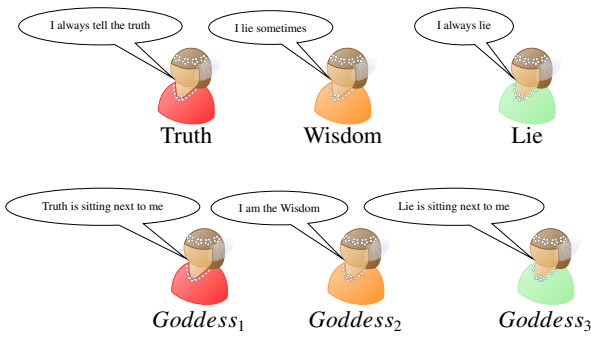 I always tell the truth
I lie sometimes
I always lie
Truth
Wisdom
Lie
Truth is sitting next to me
I am the Wisdom
Lie is sitting next to me
Goddess₁
Goddess₂
Goddess₃